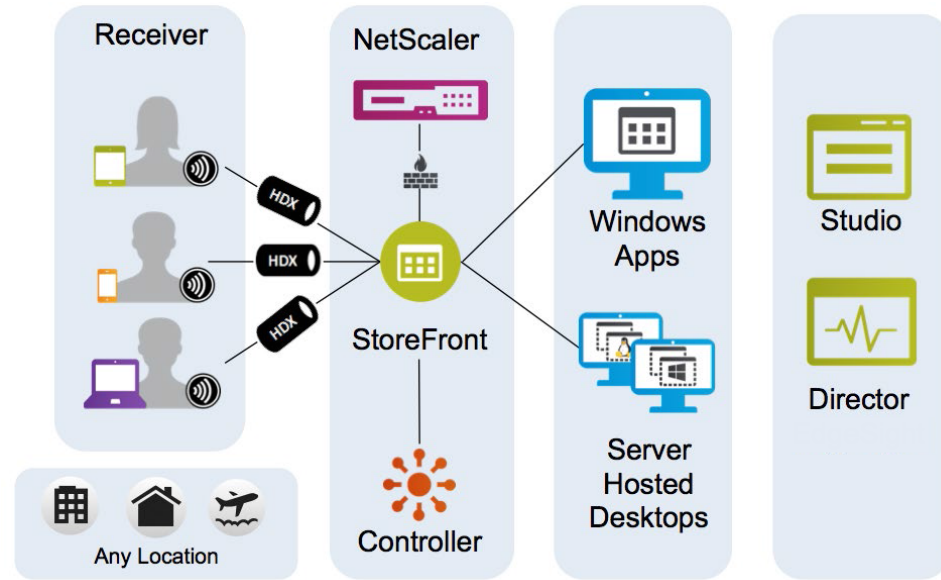 Receiver
HDX
HDX
HDX
Any Location
NetScaler
StoreFront
Controller
Windows
Apps
Server
Hosted
Desktops
Studio
Director